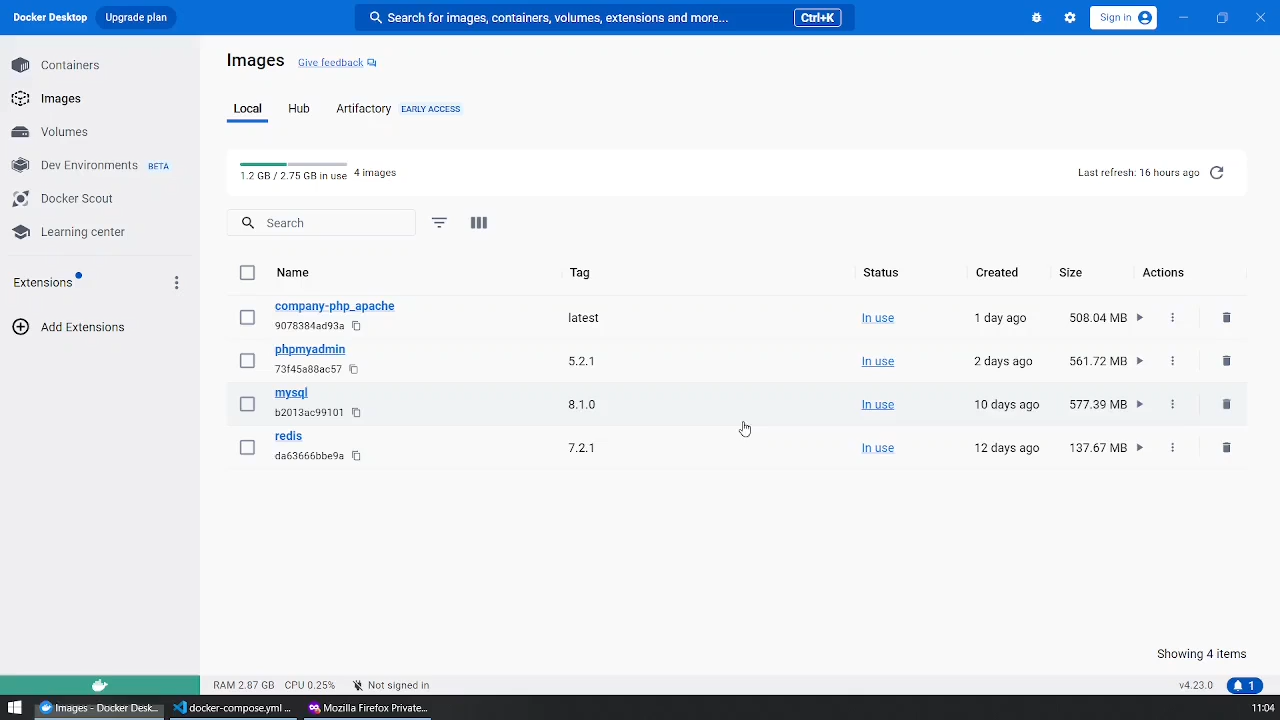 Docker Desktop Upgrade plan Search for images, containers, volumes, extensions and more... Ctrl+K Sign in
Containers
Images
Volumes
Dev Environments BETA
Docker Scout
Learning center
Extensions
Add Extensions
Images Give feedback
Local Hub Artifactory EARLY ACCESS
1.2 GB / 2.75 GB in use 4 images Last refresh: 16 hours ago
Search
Name Tag Status Created Size Actions
company-php_apache
9078384ad93a
latest In use 1 day ago 508.04 MB
phpmyadmin
73f45a88ac57
5.2.1 In use 2 days ago 561.72 MB
mysql
b2013ac99101
8.1.0 In use 10 days ago 577.39 MB
redis
da63666bbe9a
7.2.1 In use 12 days ago 137.67 MB
Showing 4 items
RAM 2.87 GB CPU 0.25% Not signed in v4.23.0 1
Images - Docker Desk... docker-compose.yml ... Mozilla Firefox Private... 11:04